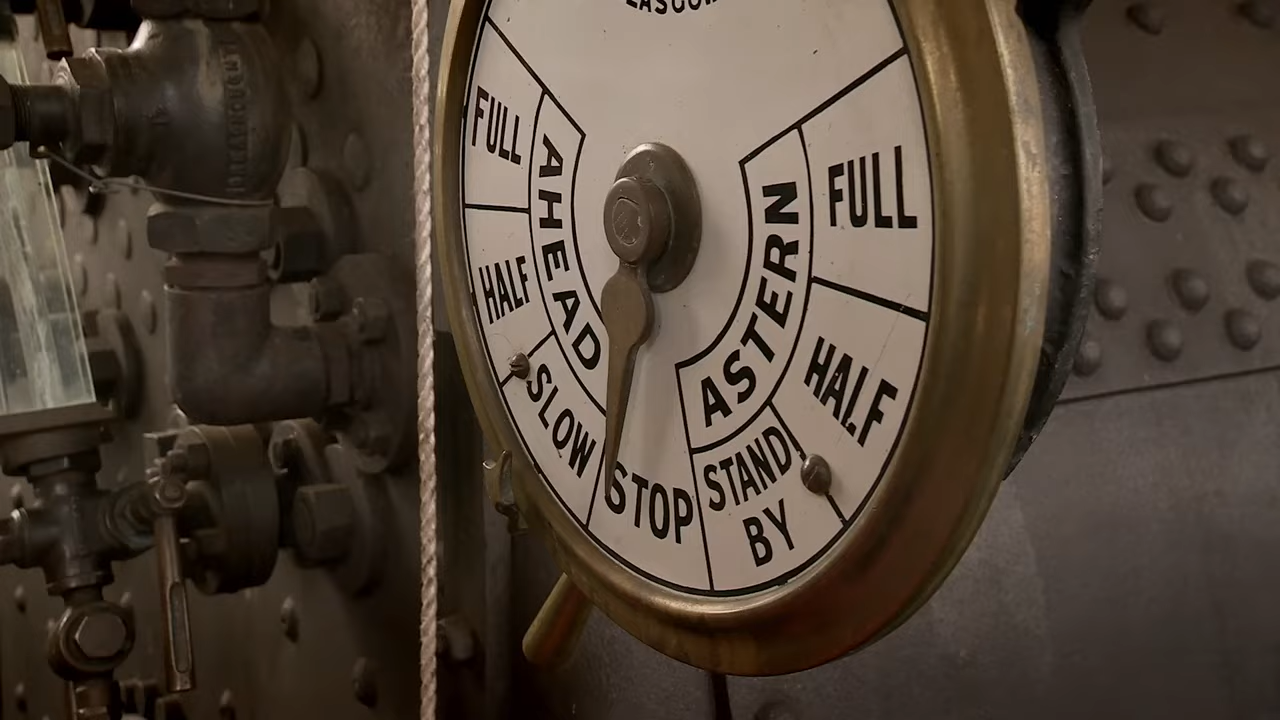 FULL
AHEAD
HALF
SLOW
STOP
STAND
BY
ASTERN
FULL
HALF